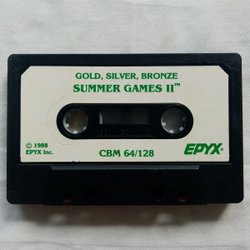 GOLD, SILVER, BRONZE
SUMMER GAMES II™
© 1988
EPYX Inc.
EPYX®
CBM 64/128